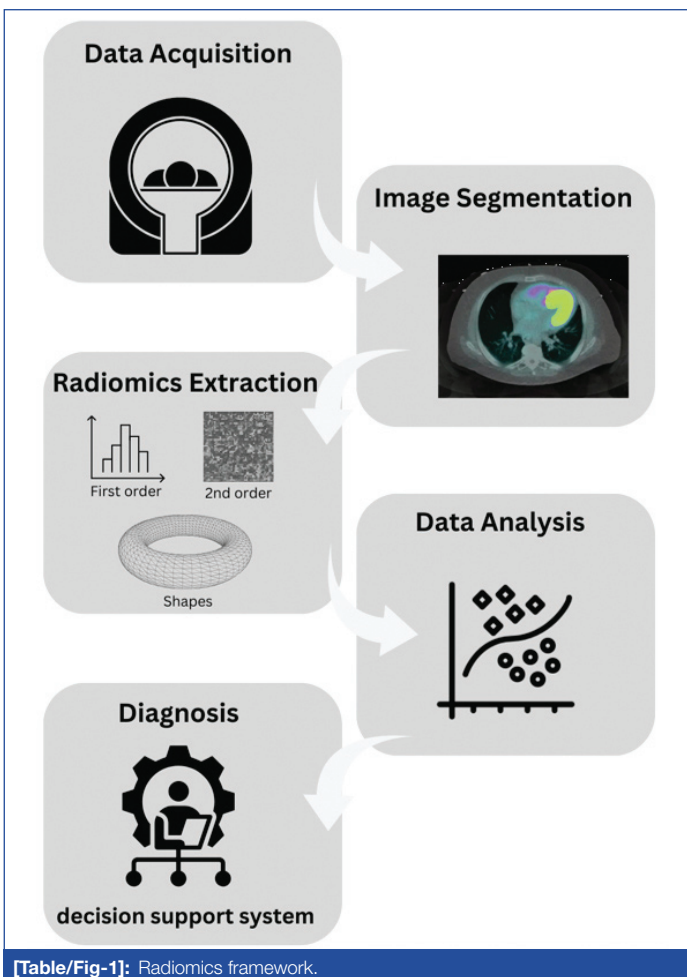 Data Acquisition
Image Segmentation
Radiomics Extraction
First order
2nd order
Shapes
Data Analysis
Diagnosis
decision support system
[Table/Fig-1]: Radiomics framework.